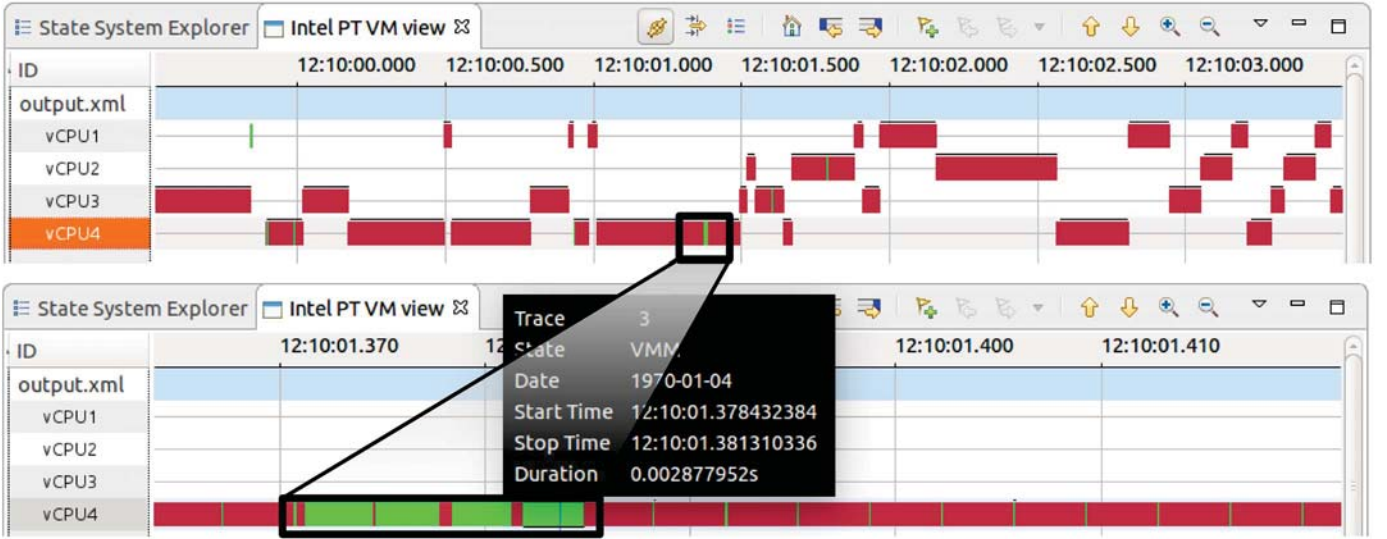 State System Explorer Intel PT VM view
ID 12:10:00.000 12:10:00.500 12:10:01.000 12:10:01.500 12:10:02.000 12:10:02.500 12:10:03.000
output.xml
vCPU1
vCPU2
vCPU3
vCPU4
State System Explorer Intel PT VM view
ID 12:10:01.370 12 12:10:01.400 12:10:01.410
output.xml
vCPU1
vCPU2
vCPU3
vCPU4
Trace 3
State VMM
Date 1970-01-04
Start Time 12:10:01.378432384
Stop Time 12:10:01.381310336
Duration 0.002877952s